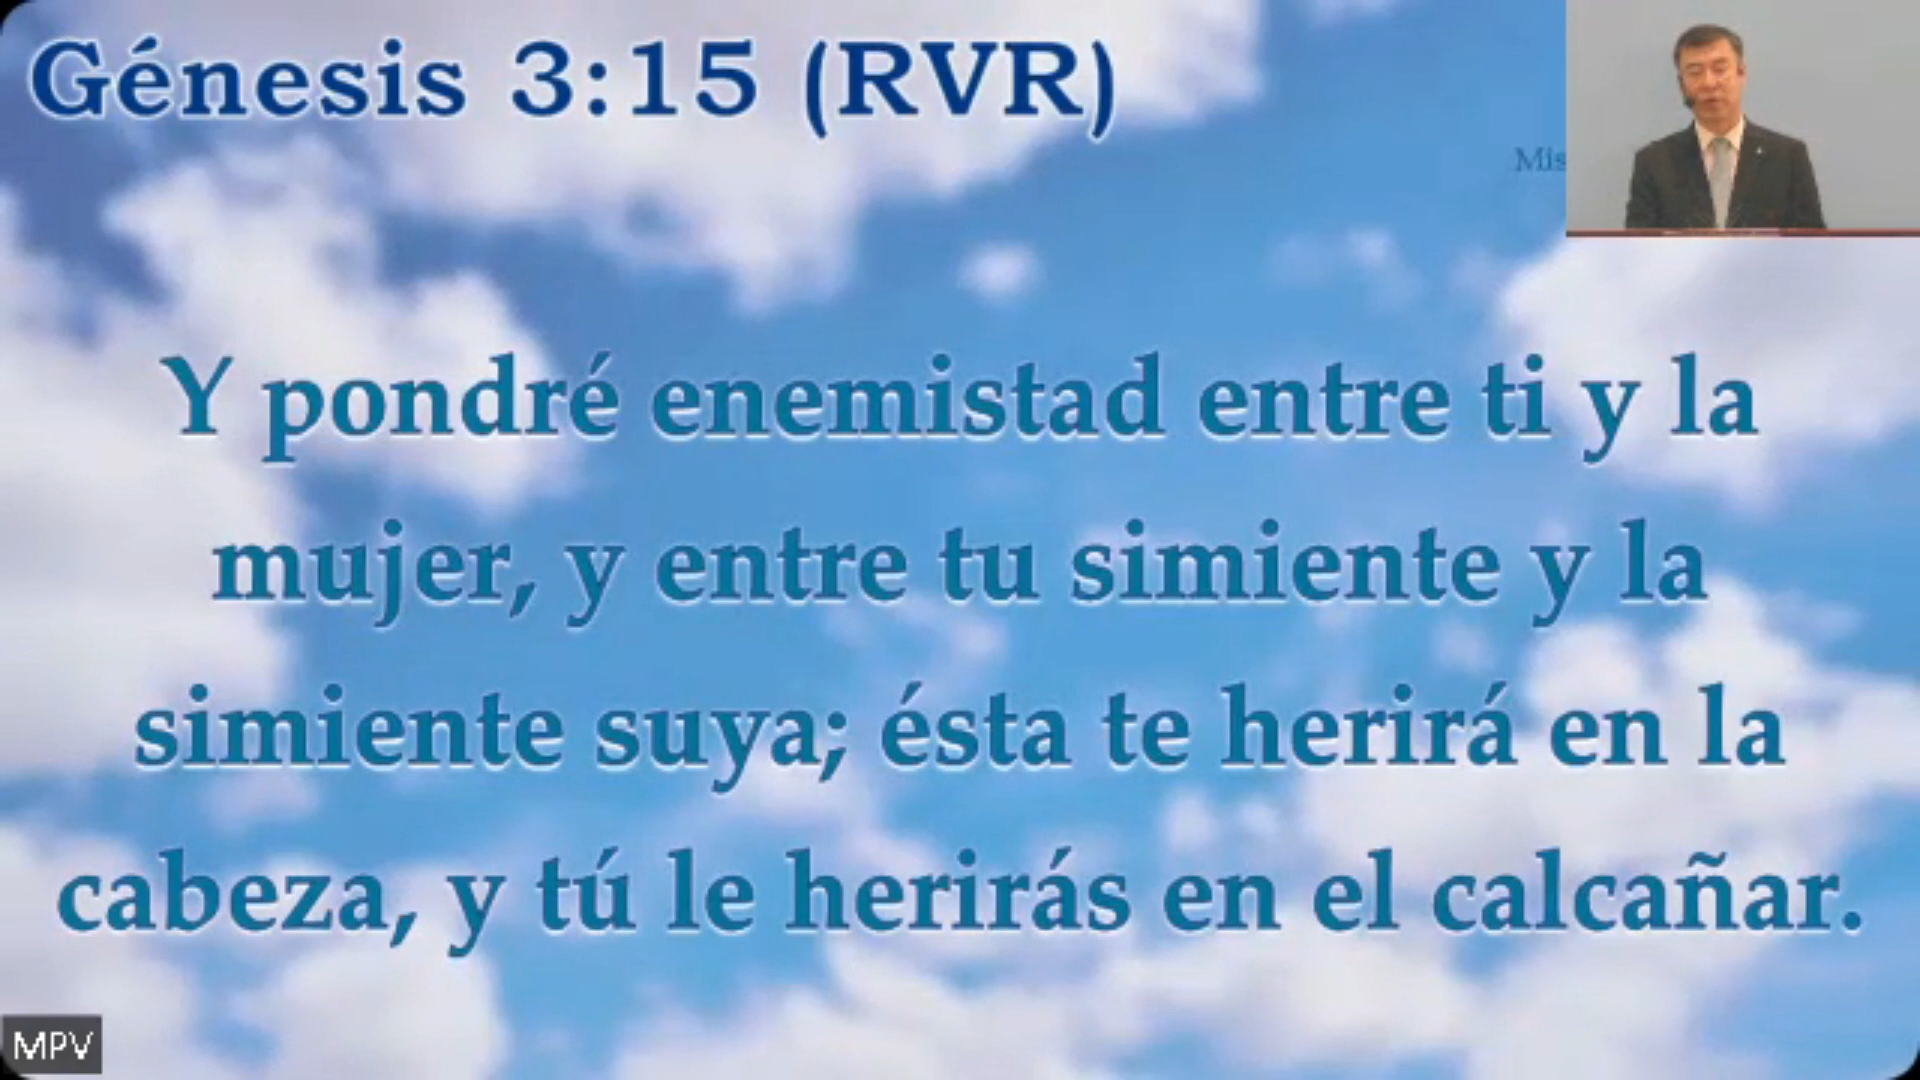 Génesis 3:15 (RVR)
Y pondré enemistad entre ti y la
mujer, y entre tu simiente y la
simiente suya; ésta te herirá en la
cabeza, y tú le herirás en el calcañar.
MPV